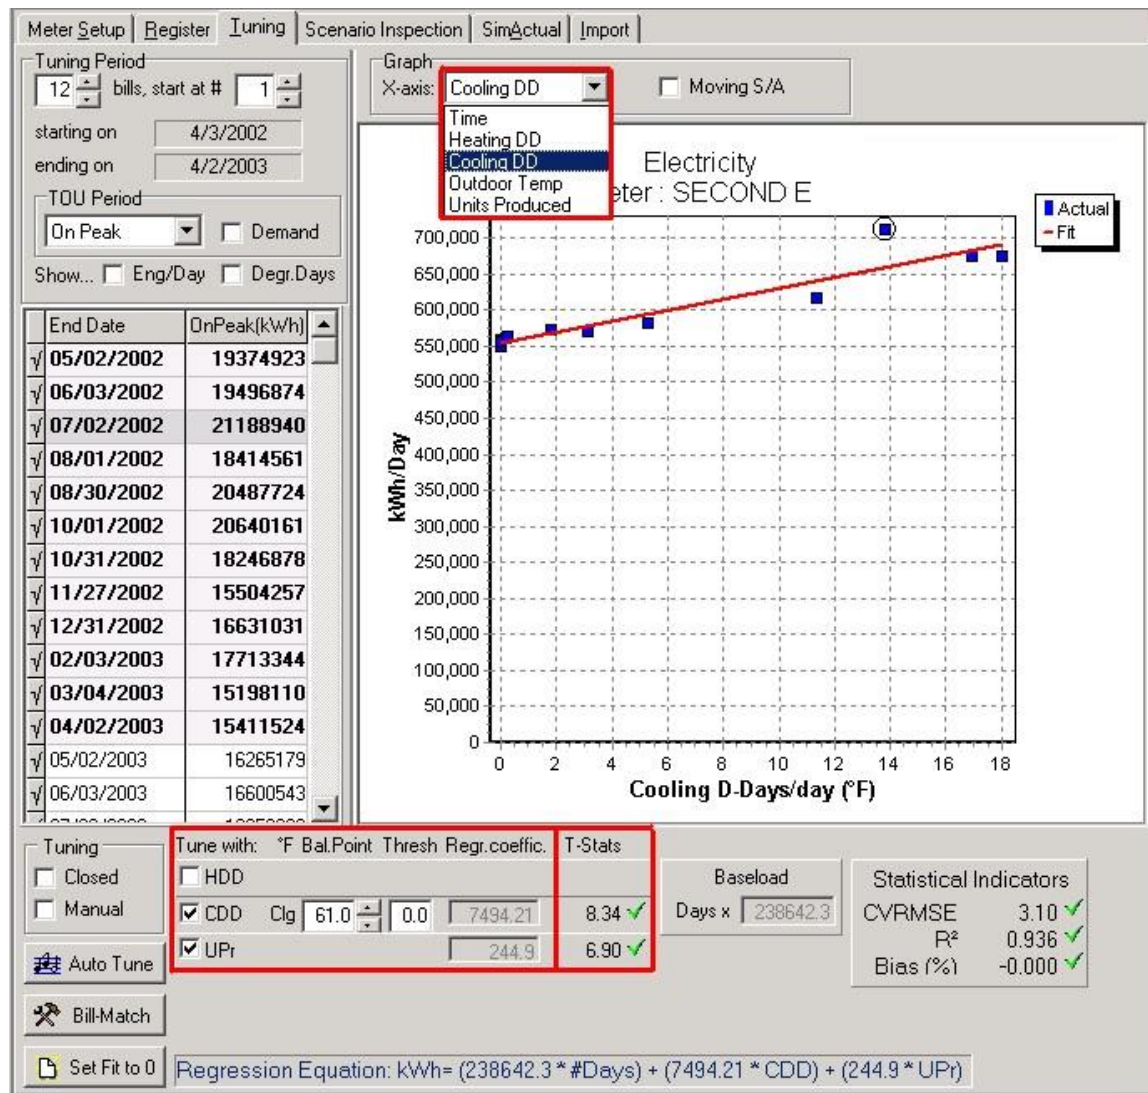 Meter Setup Register Tuning Scenario Inspection SimActual Import
Tuning Period
12 bills, start at # 1
starting on 4/3/2002
ending on 4/2/2003
TOU Period
On Peak Demand
Show... Eng/Day Degr.Days
End Date OnPeak(kWh)
√ 05/02/2002 19374923
√ 06/03/2002 19496874
√ 07/02/2002 21188940
√ 08/01/2002 18414561
√ 08/30/2002 20487724
√ 10/01/2002 20640161
√ 10/31/2002 18246878
√ 11/27/2002 15504257
√ 12/31/2002 16631031
√ 02/03/2003 17713344
√ 03/04/2003 15198110
√ 04/02/2003 15411524
√ 05/02/2003 16265179
√ 06/03/2003 16600543
Graph
X-axis: Cooling DD Moving S/A
Time
Heating DD
Cooling DD
Outdoor Temp
Units Produced
Electricity
eter : SECOND E
Actual
Fit
700,000
650,000
600,000
550,000
500,000
450,000
400,000
350,000
300,000
250,000
200,000
150,000
100,000
50,000
0
kWh/Day
0 2 4 6 8 10 12 14 16 18
Cooling D-Days/day (°F)
Tuning
Closed
Manual
Auto Tune
Bill-Match
Set Fit to 0
Tune with: °F Bal.Point Thresh Regr.coeffic. T-Stats
HDD
CDD Clg 61.0 0.0 7494.21 8.34
UPr 244.9 6.90
Baseload
Days x 238642.3
Statistical Indicators
CVRMSE 3.10
R² 0.936
Bias (%) -0.000
Regression Equation: kWh= (238642.3 * #Days) + (7494.21 * CDD) + (244.9 * UPr)